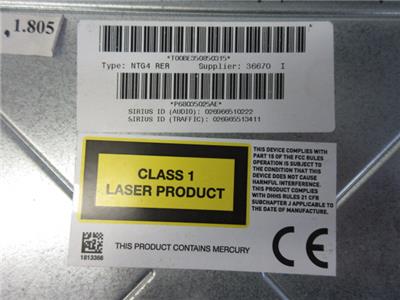 1.805
*T00BE350850315*
Type: NTG4 RER Supplier: 36670 I
*P68035025AE*
SIRIUS ID (AUDIO): 026966510222
SIRIUS ID (TRAFFIC): 026965513411
CLASS 1
LASER PRODUCT
THIS DEVICE COMPLIES WITH
PART 15 OF THE FCC RULES
OPERATION IS SUBJECT TO
THE CONDITION THAT THIS
DEVICE DOES NOT CAUSE
HARMFUL INTERFERENCE.
THIS PRODUCT COMPLIES
WITH DHHS RULES 21 CFR
SUBCHAPTER J APPLICABLE TO
THE DATE OF MANUFACTURE.
THIS PRODUCT CONTAINS MERCURY
CE
1813366